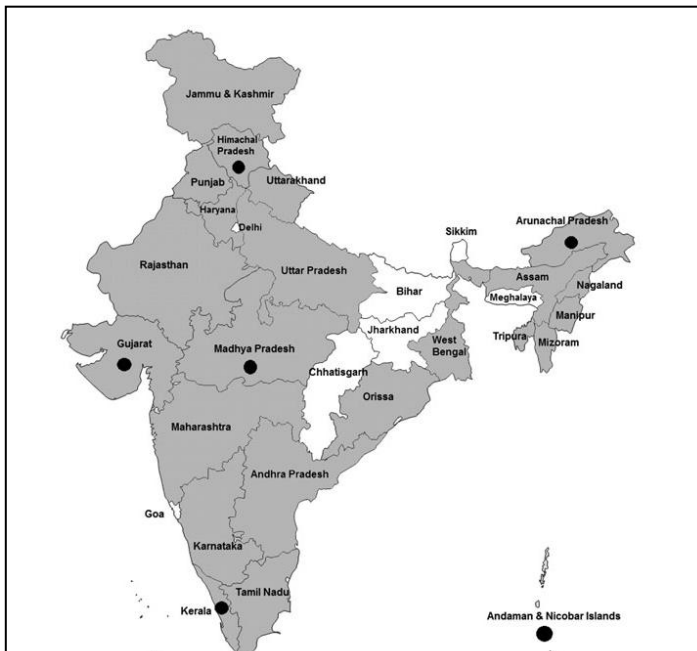 Jammu & Kashmir
Himachal
Pradesh
Punjab
Uttarakhand
Haryana
Delhi
Arunachal Pradesh
Sikkim
Rajasthan
Uttar Pradesh
Assam
Nagaland
Bihar
Meghalaya
Manipur
Jharkhand
Gujarat
Madhya Pradesh
West
Bengal
Tripura
Mizoram
Chhatisgarh
Orissa
Maharashtra
Andhra Pradesh
Goa
Karnataka
Tamil Nadu
Kerala
Andaman & Nicobar Islands